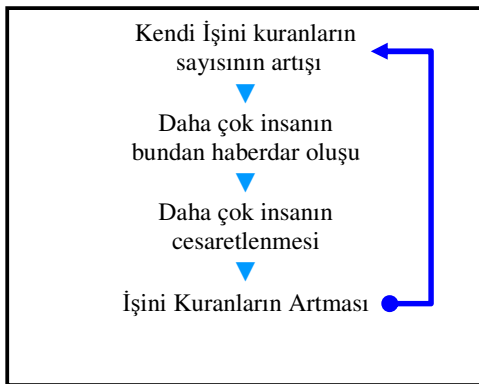 Kendi İşini kuranların
sayısının artışı
Daha çok insanın
bundan haberdar oluşu
Daha çok insanın
cesaretlenmesi
İşini Kuranların Artması